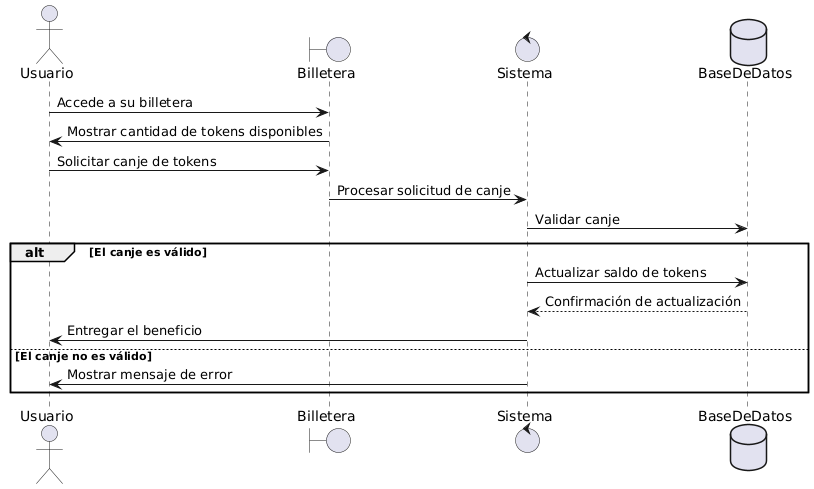 Usuario
Billetera
Sistema
BaseDeDatos
Accede a su billetera
Mostrar cantidad de tokens disponibles
Solicitar canje de tokens
Procesar solicitud de canje
Validar canje
alt [El canje es válido]
Actualizar saldo de tokens
Confirmación de actualización
Entregar el beneficio
[El canje no es válido]
Mostrar mensaje de error
Usuario
Billetera
Sistema
BaseDeDatos